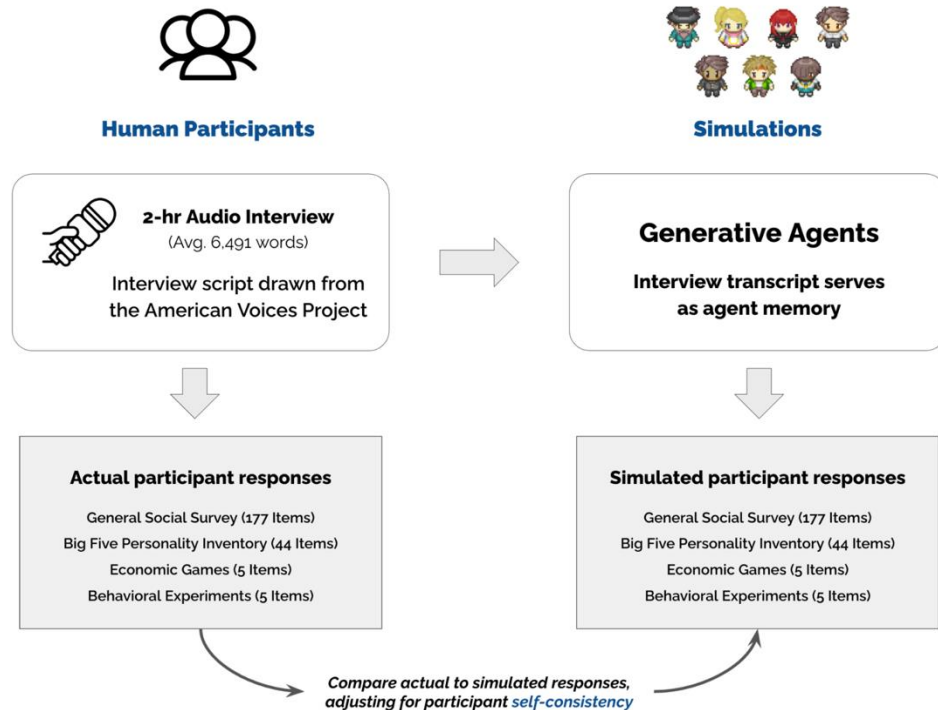 Human Participants
Simulations
2-hr Audio Interview
(Avg. 6,491 words)
Interview script drawn from
the American Voices Project
Generative Agents
Interview transcript serves
as agent memory
Actual participant responses
General Social Survey (177 Items)
Big Five Personality Inventory (44 Items)
Economic Games (5 Items)
Behavioral Experiments (5 Items)
Simulated participant responses
General Social Survey (177 Items)
Big Five Personality Inventory (44 Items)
Economic Games (5 Items)
Behavioral Experiments (5 Items)
Compare actual to simulated responses,
adjusting for participant self-consistency